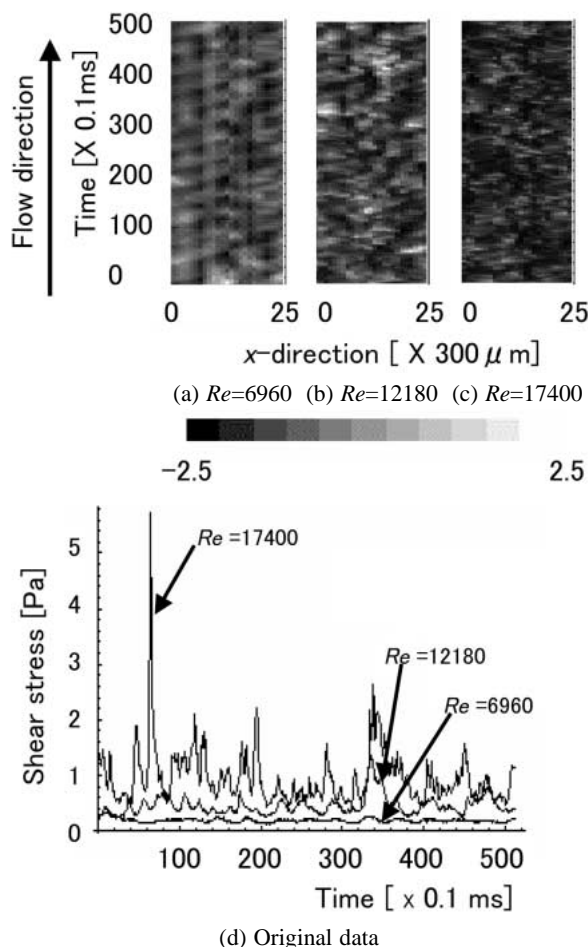 Flow direction
Time [X 0.1ms]
500
400
300
200
100
0
0 25 0 25 0 25
x-direction [ X 300 μm]
(a) Re=6960 (b) Re=12180 (c) Re=17400
-2.5 2.5
Shear stress [Pa]
5
4
3
2
1
0
Re =17400
Re =12180
Re =6960
100 200 300 400 500
Time [ x 0.1 ms]
(d) Original data